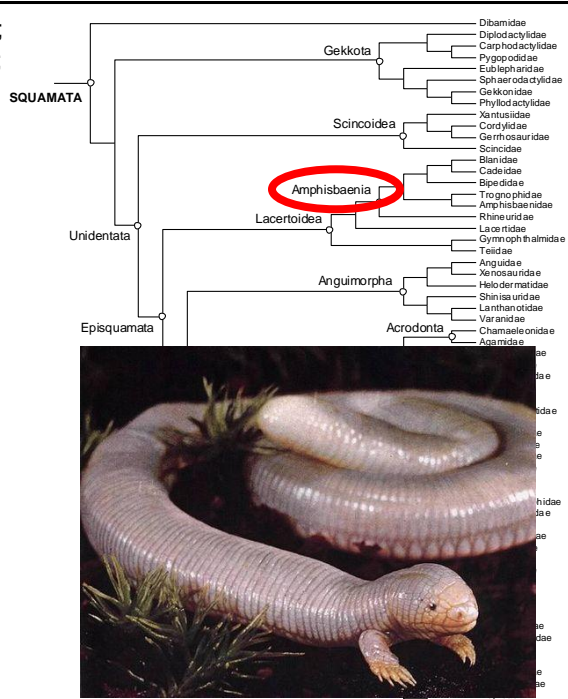 Dibamidae
Diplodactylidae
Gekkota
Carphodactylidae
Pygopodidae
Eublepharidae
Sphaerodactylidae
SQUAMATA
Gekkonidae
Phyllodactylidae
Xantusiidae
Scincoidea
Cordylidae
Gerrhosauridae
Scincidae
Blanidae
Cadeidae
Amphisbaenia
Bipedidae
Trognophidae
Amphisbaenidae
Lacertoidea
Rhineuridae
Lacertidae
Unidentata
Gymnophthalmidae
Teiidae
Anguidae
Anguimorpha
Xenosauridae
Helodermatidae
Shinisauridae
Lanthanotidae
Varanidae
Episquamata
Acrodonta
Chamaeleonidae
Agamidae